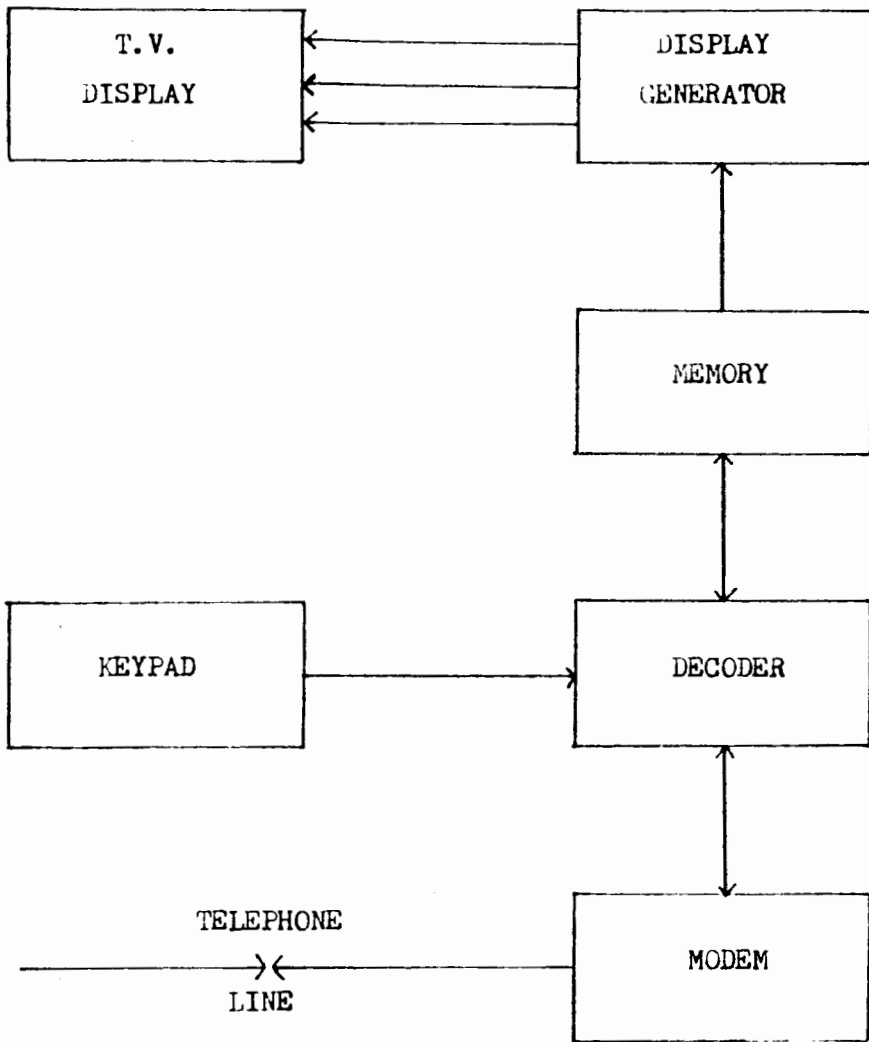 T.V.
DISPLAY
DISPLAY
GENERATOR
MEMORY
KEYPAD
DECODER
TELEPHONE
LINE
MODEM